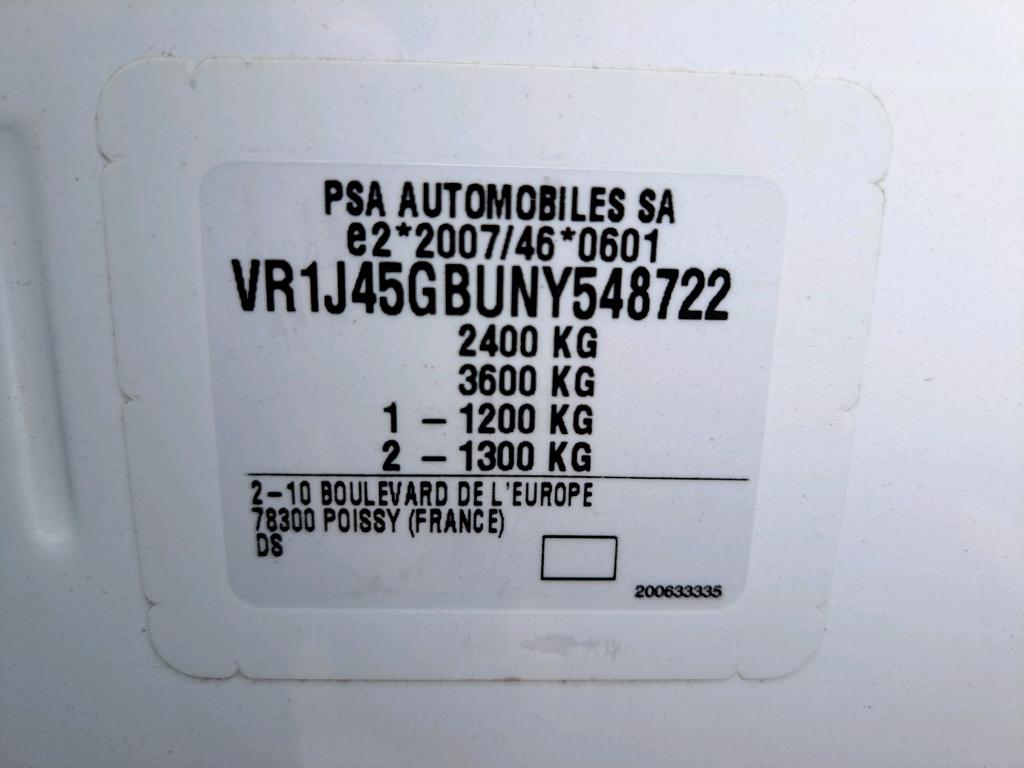 PSA AUTOMOBILES SA
e2*2007/46*0601
VR1J45GBUNY548722
2400 KG
3600 KG
1 – 1200 KG
2 – 1300 KG
2–10 BOULEVARD DE L'EUROPE
78300 POISSY (FRANCE)
DS
200633335